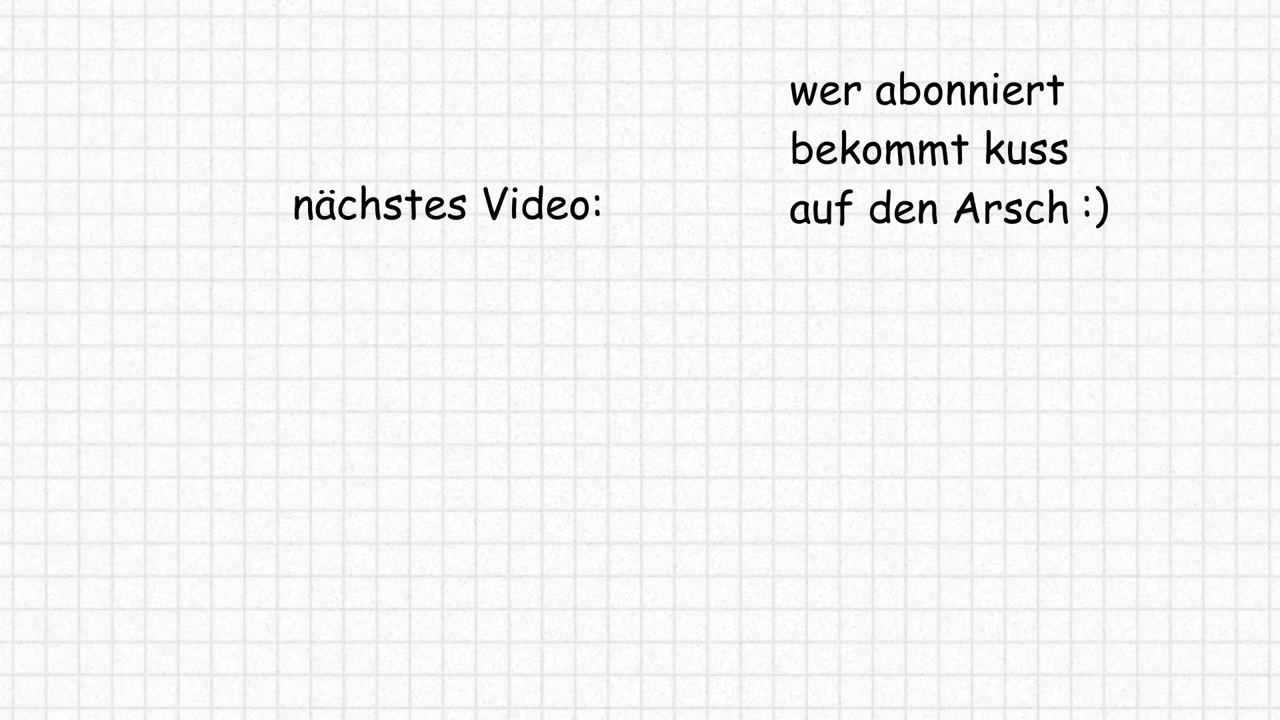 nächstes Video:
wer abonniert
bekommt kuss
auf den Arsch :)